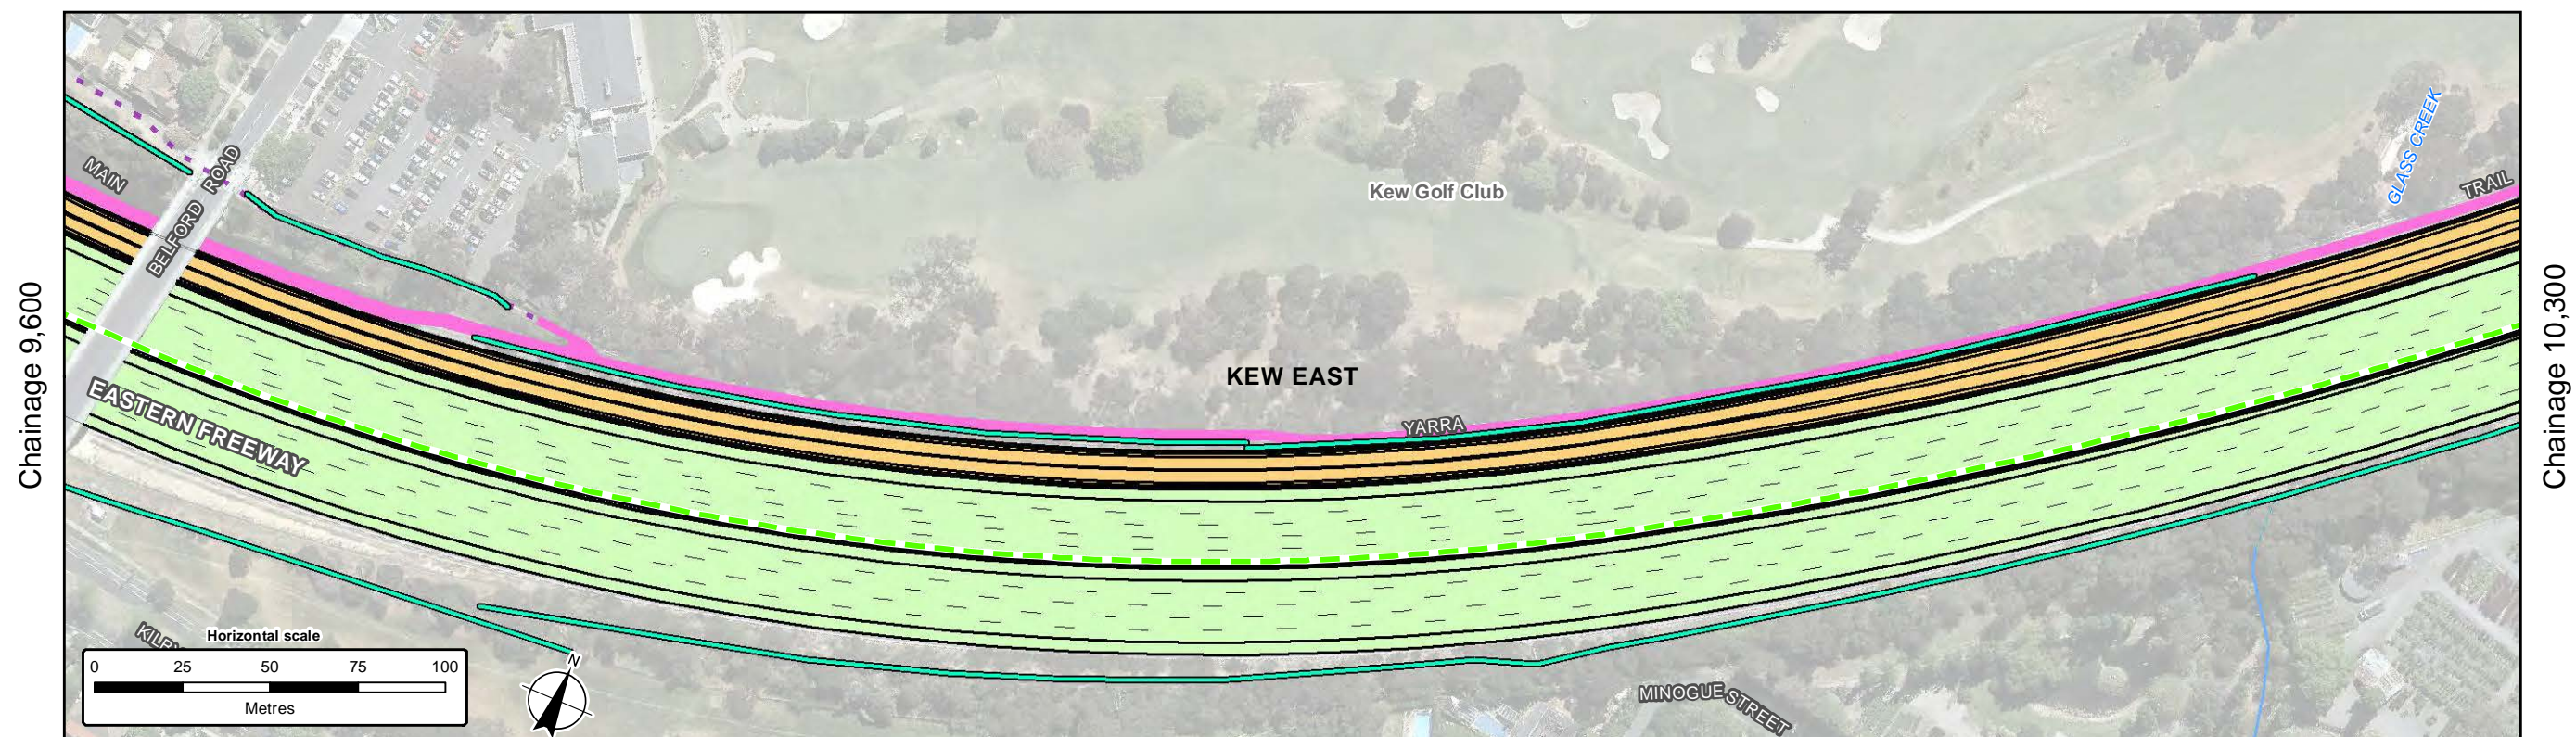 GLASS CREEK
MAIN
BELFORD ROAD
Kew Golf Club
TRAIL
Chainage 9,600
KEW EAST
Chainage 10,300
YARRA
EASTERN FREEWAY
Horizontal scale
0 25 50 75 100
Metres
N
MINOGUE STREET